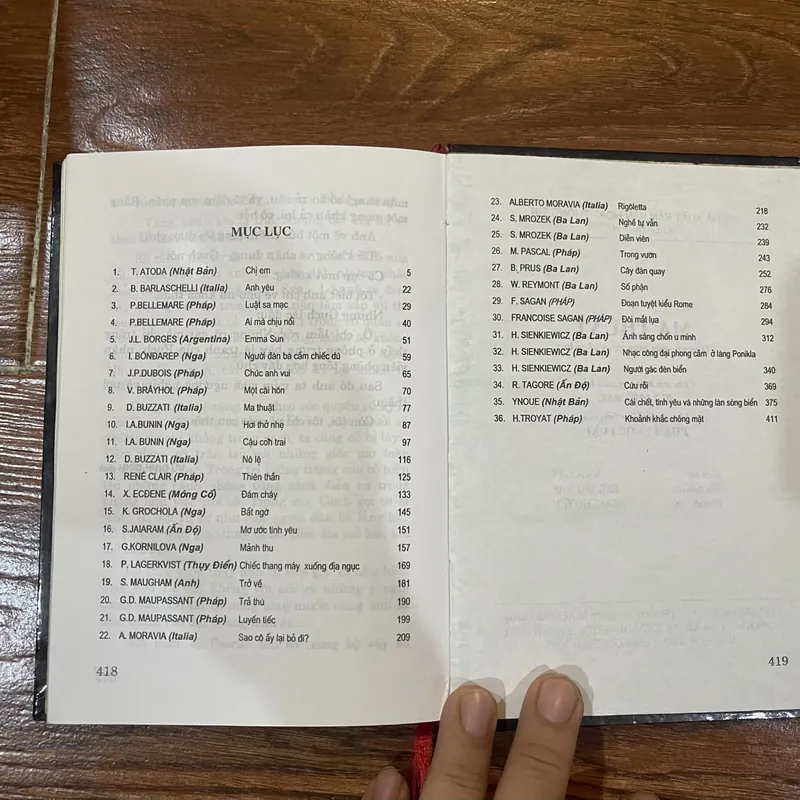 MỤC LỤC
1. T. ATODA (Nhật Bản) Chị em 5
2. B. BARLASCHELLI (Italia) Anh yêu 22
3. P.BELLEMARE (Pháp) Luật sa mạc 29
4. P.BELLEMARE (Pháp) Ai mà chịu nổi 40
5. J.L. BORGES (Argentina) Emma Sun 51
6. I. BÔNĐAREP (Nga) Người đàn bà cầm chiếc dù 59
7. J.P.DUBOIS (Pháp) Chúc anh vui 65
8. V. BRÂYHOL (Pháp) Một cái hôn 70
9. D. BUZZATI (Italia) Ma thuật 77
10. I.A.BUNIN (Nga) Hơi thở nhẹ 87
11. I.A. BUNIN (Nga) Cậu con trai 97
12. D. BUZZATI (Italia) Nô lệ 116
13. RENÉ CLAIR (Pháp) Thiên thần 125
14. X. ECĐENE (Mông Cổ) Đám cháy 133
15. K. GROCHOLA (Nga) Bất ngờ 145
16. S.JAIARAM (Ấn Độ) Mơ ước tình yêu 151
17. G.KORNILOVA (Nga) Mảnh thu 157
18. P. LAGERKVIST (Thụy Điển) Chiếc thang máy xuống địa ngục 169
19. S. MAUGHAM (Anh) Trở về 181
20. G.D. MAUPASSANT (Pháp) Trả thù 190
21. G.D. MAUPASSANT (Pháp) Luyến tiếc 199
22. A. MORAVIA (Italia) Sao cô ấy lại bỏ đi? 209
418
23. ALBERTO MORAVIA (Italia) Rigôletta 218
24. S. MROZEK (Ba Lan) Nghề tự vẫn 232
25. S. MROZEK (Ba Lan) Diễn viên 239
26. M. PASCAL (Pháp) Trong vườn 243
27. B, PRUS (Ba Lan) Cây đàn quay 252
28. W. REYMONT (Ba Lan) Số phận 276
29. F. SAGAN (PHÁP) Đoạn tuyệt kiểu Rome 284
30. FRANCOISE SAGAN (PHÁP) Đôi mắt lụa 294
31. H. SIENKIEWICZ (Ba Lan) Ánh sáng chốn u minh 312
32. H. SIENKIEWICZ (Ba Lan) Nhạc công đại phong cầm ở làng Ponikla
33. H. SIENKIEWICZ (Ba Lan) Người gác đèn biển 340
34. R. TAGORE (Ấn Độ) Cứu rỗi 369
35. YNOUE (Nhật Bản) Cái chết, tình yêu và những làn sóng biển 375
36. H.TROYAT (Pháp) Khoảnh khắc chóng mặt 411
419